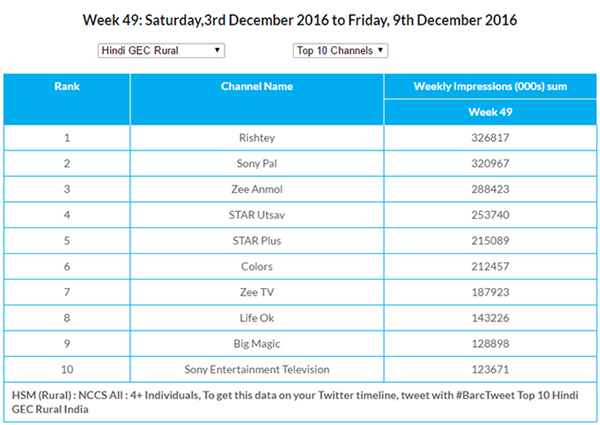 Week 49: Saturday,3rd December 2016 to Friday, 9th December 2016
Hindi GEC Rural Top 10 Channels
Rank Channel Name Weekly Impressions (000s) sum
Week 49
1 Rishtey 326817
2 Sony Pal 320967
3 Zee Anmol 288423
4 STAR Utsav 253740
5 STAR Plus 215089
6 Colors 212457
7 Zee TV 187923
8 Life Ok 143226
9 Big Magic 128898
10 Sony Entertainment Television 123671
HSM (Rural) : NCCS All : 4+ Individuals, To get this data on your Twitter timeline, tweet with #BarcTweet Top 10 Hindi
GEC Rural India